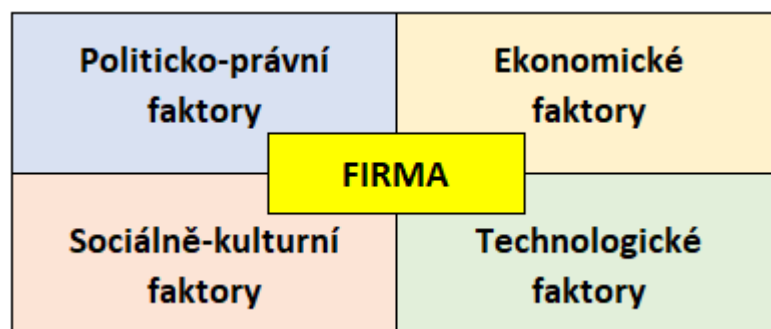 Politicko-právní
faktory
Ekonomické
faktory
FIRMA
Sociálně-kulturní
faktory
Technologické
faktory